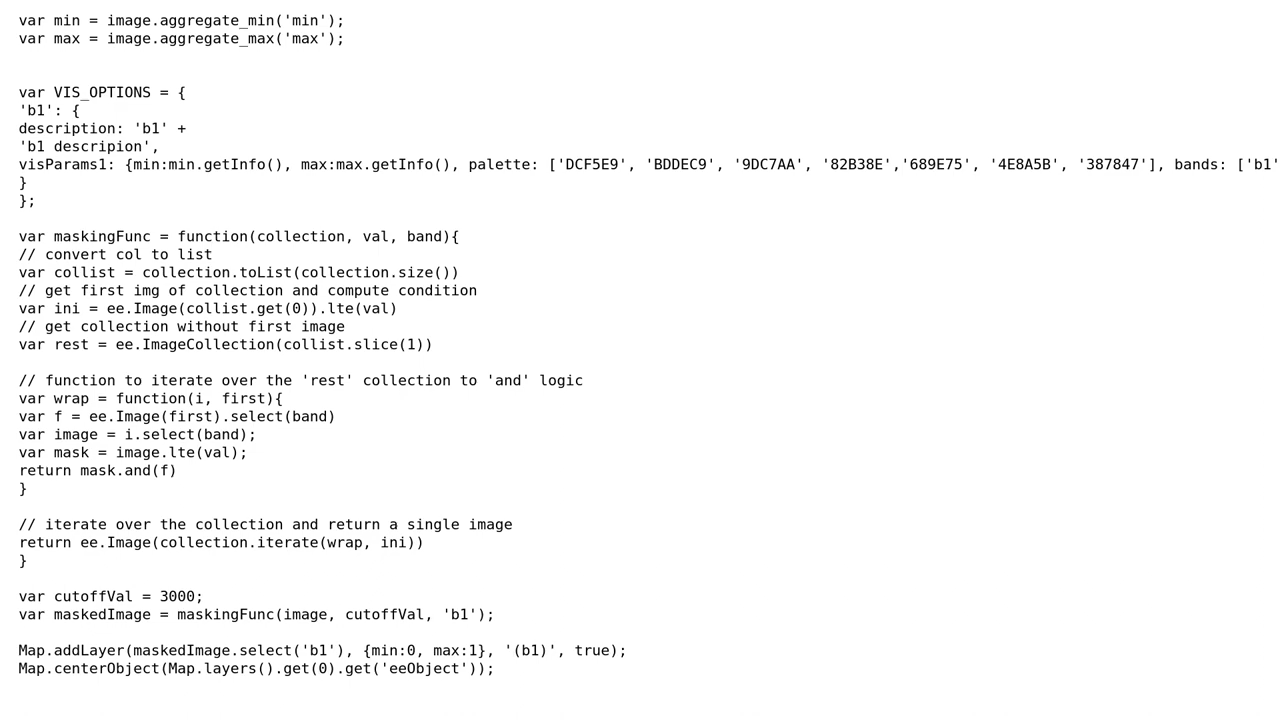 var min = image.aggregate_min('min');
var max = image.aggregate_max('max');
var VIS_OPTIONS = {
'b1': {
description: 'b1' +
'b1 descripion',
visParams1: {min:min.getInfo(), max:max.getInfo(), palette: ['DCF5E9', 'BDDEC9', '9DC7AA', '82B38E','689E75', '4E8A5B', '387847'], bands: ['b1'
}
};
var maskingFunc = function(collection, val, band){
// convert col to list
var collist = collection.toList(collection.size())
// get first img of collection and compute condition
var ini = ee.Image(collist.get(0)).lte(val)
// get collection without first image
var rest = ee.ImageCollection(collist.slice(1))
// function to iterate over the 'rest' collection to 'and' logic
var wrap = function(i, first){
var f = ee.Image(first).select(band)
var image = i.select(band);
var mask = image.lte(val);
return mask.and(f)
}
// iterate over the collection and return a single image
return ee.Image(collection.iterate(wrap, ini))
}
var cutoffVal = 3000;
var maskedImage = maskingFunc(image, cutoffVal, 'b1');
Map.addLayer(maskedImage.select('b1'), {min:0, max:1}, '(b1)', true);
Map.centerObject(Map.layers().get(0).get('eeObject'));